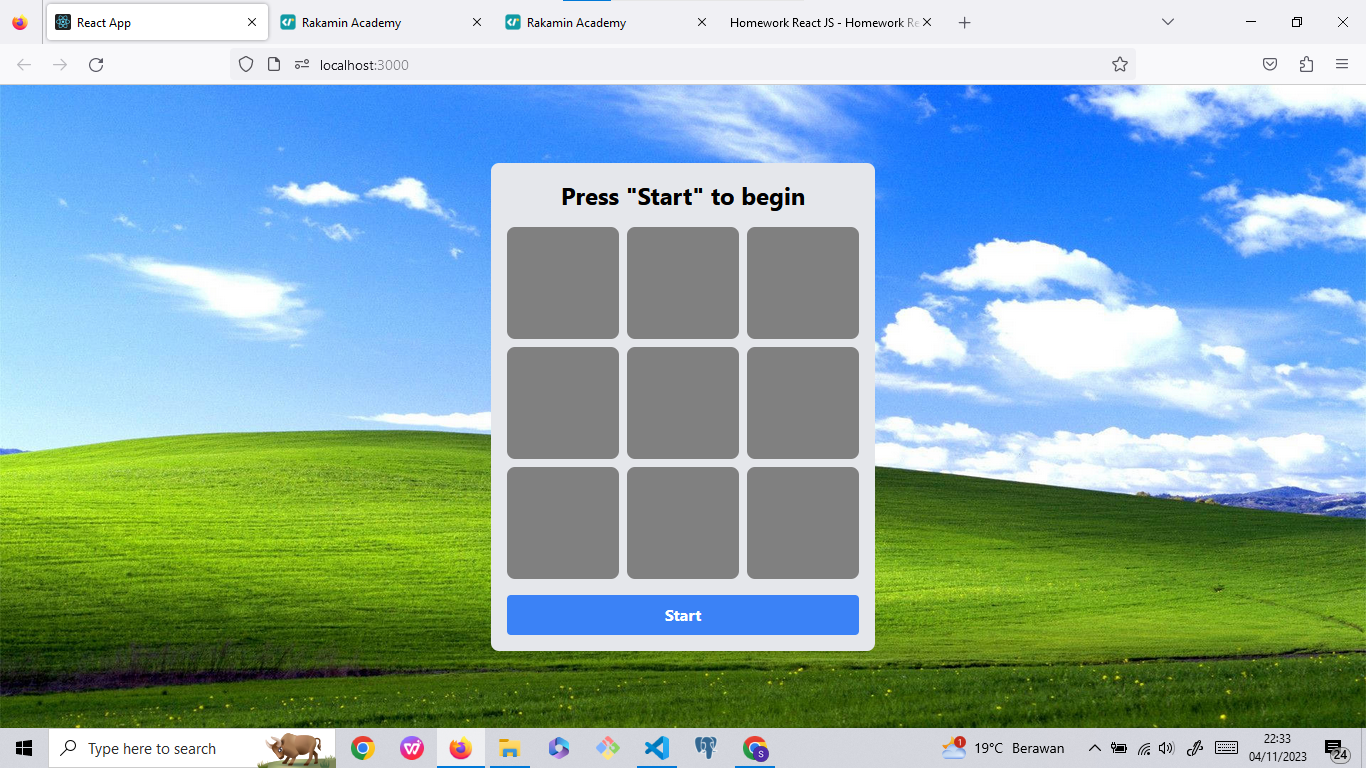 React App
Rakamin Academy
Rakamin Academy
Homework React JS - Homework Re
localhost:3000
Press "Start" to begin
Start
Type here to search
1
19°C Berawan
22:33
04/11/2023
24
S